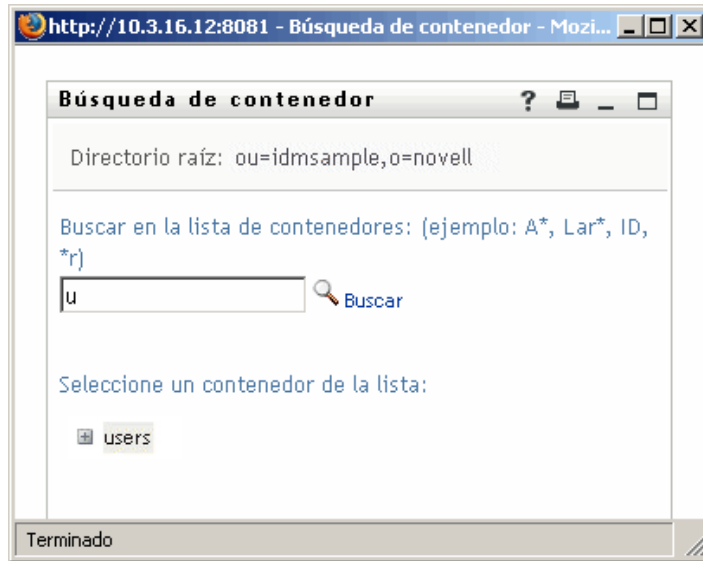 http://10.3.16.12:8081 - Búsqueda de contenedor - Mozi...
Búsqueda de contenedor
Directorio raíz: ou=idmsample,o=novell
Buscar en la lista de contenedores: (ejemplo: A*, Lar*, ID,
*r)
u
Buscar
Seleccione un contenedor de la lista:
users
Terminado